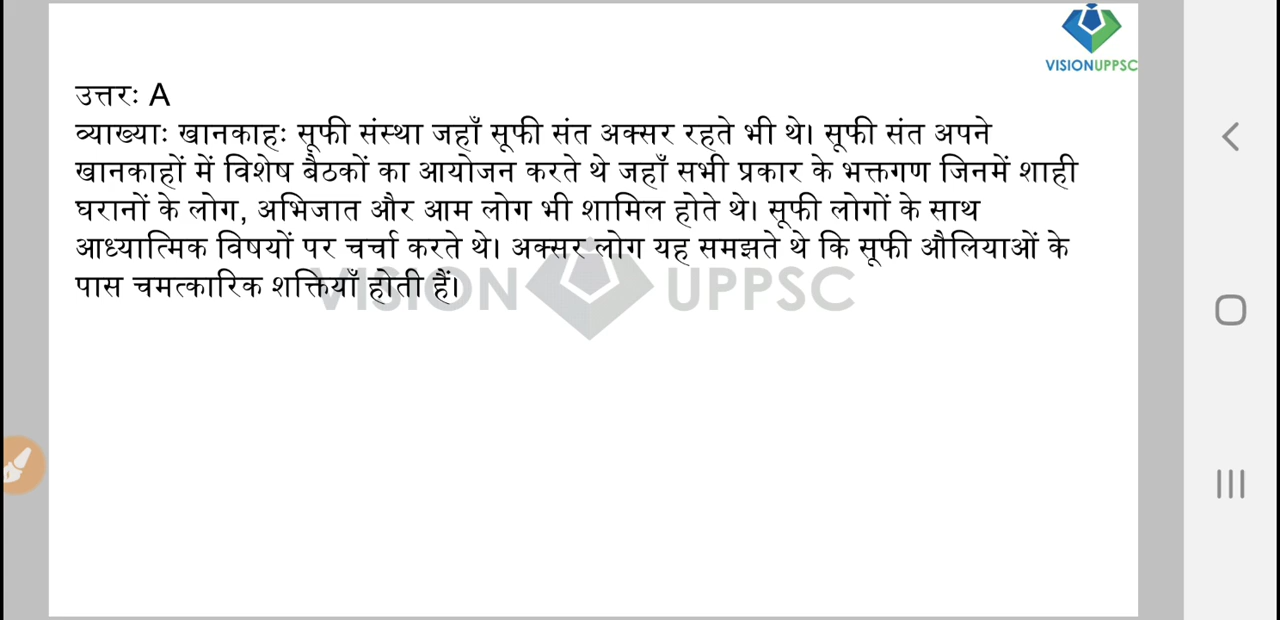 VISIONUPPSC
उत्तरः A
व्याख्याः खानकाहः सूफी संस्था जहाँ सूफी संत अक्सर रहते भी थे। सूफी संत अपने
खानकाहों में विशेष बैठकों का आयोजन करते थे जहाँ सभी प्रकार के भक्तगण जिनमें शाही
घरानों के लोग, अभिजात और आम लोग भी शामिल होते थे। सूफी लोगों के साथ
आध्यात्मिक विषयों पर चर्चा करते थे। अक्सर लोग यह समझते थे कि सूफी औलियाओं के
पास चमत्कारिक शक्तियाँ होती हैं।
VISION UPPSC